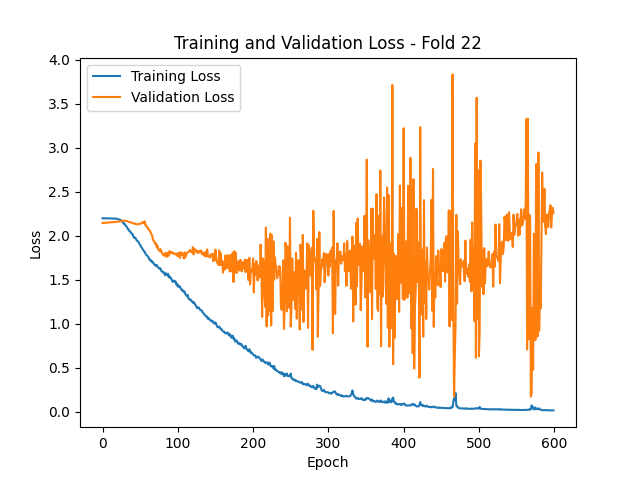 Training and Validation Loss - Fold 22
Training Loss
Validation Loss
Loss
4.0
3.5
3.0
2.5
2.0
1.5
1.0
0.5
0.0
0 100 200 300 400 500 600
Epoch